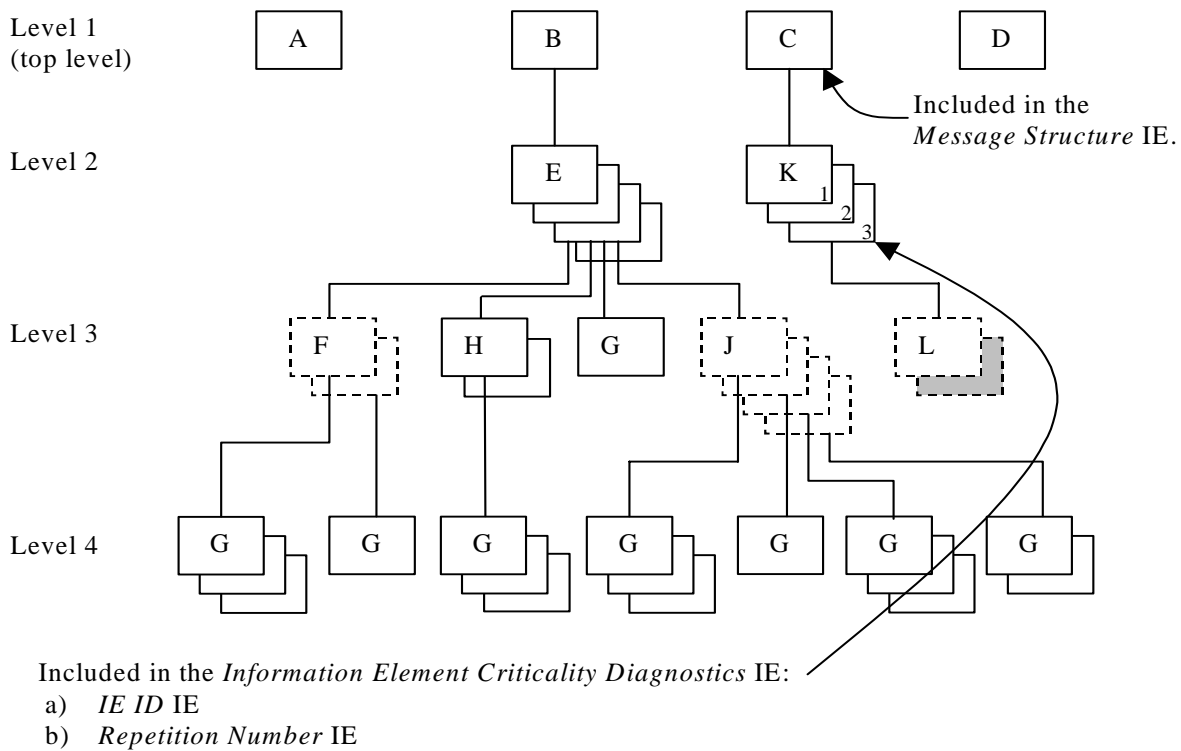 Level 1
(top level)
A
B
C
D
Included in the
Message Structure IE.
Level 2
E
K
1
2
3
Level 3
F
H
G
J
L
Level 4
G
G
G
G
G
G
G
Included in the Information Element Criticality Diagnostics IE:
a) IE ID IE
b) Repetition Number IE